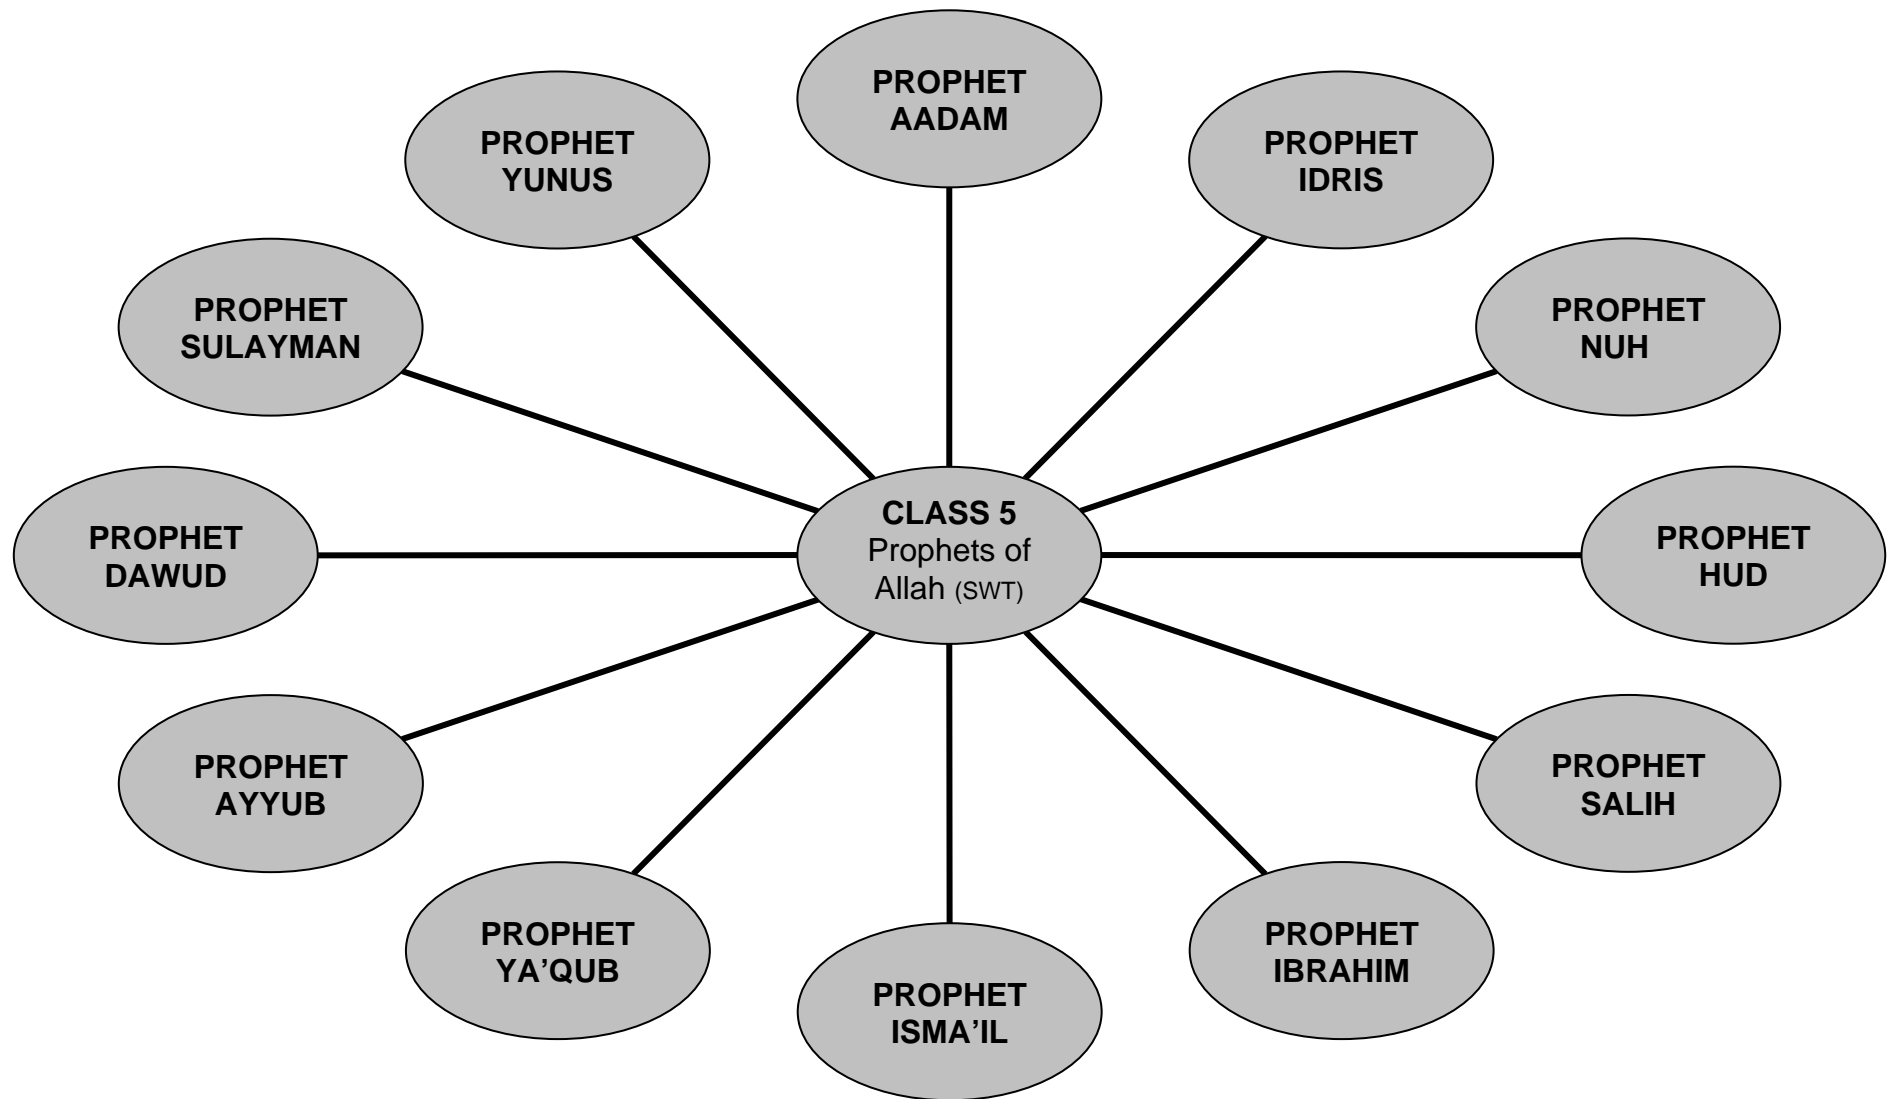 PROPHET
AADAM
PROPHET
IDRIS
PROPHET
NUH
PROPHET
HUD
PROPHET
SALIH
PROPHET
IBRAHIM
PROPHET
ISMA’IL
PROPHET
YA’QUB
PROPHET
AYYUB
PROPHET
DAWUD
PROPHET
SULAYMAN
PROPHET
YUNUS
CLASS 5
Prophets of
Allah (SWT)